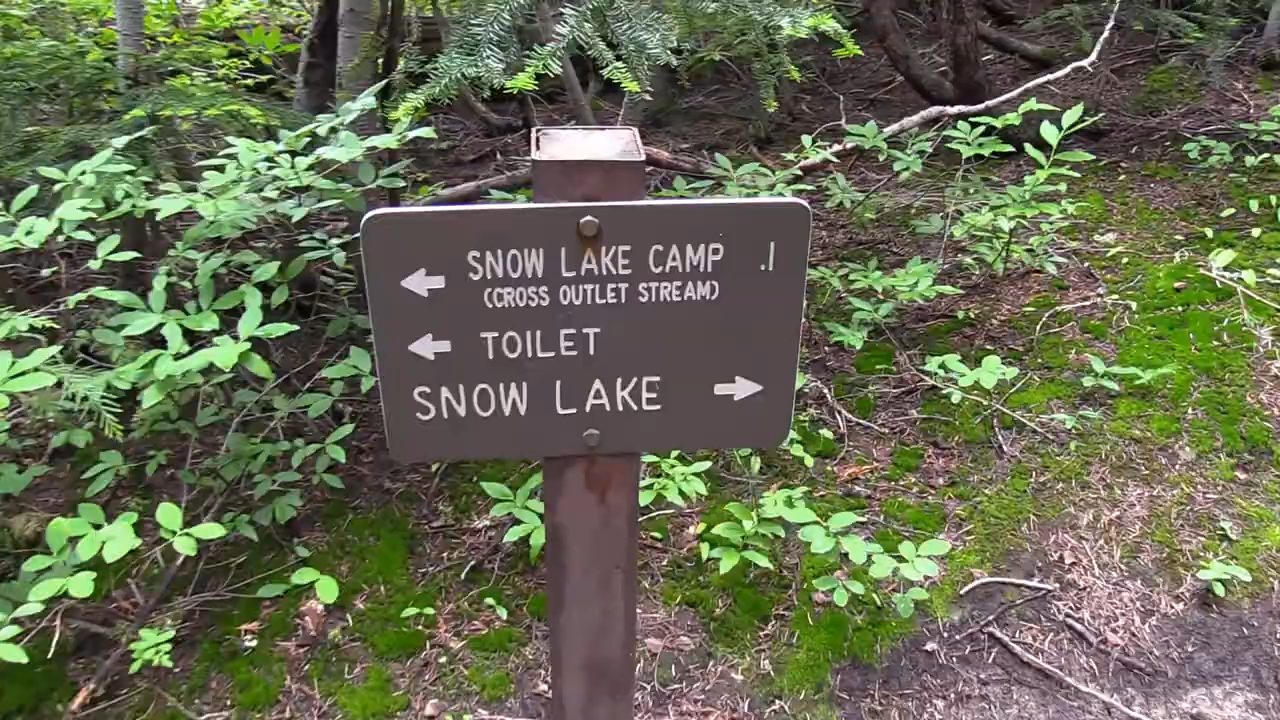 SNOW LAKE CAMP .1
(CROSS OUTLET STREAM)
TOILET
SNOW LAKE